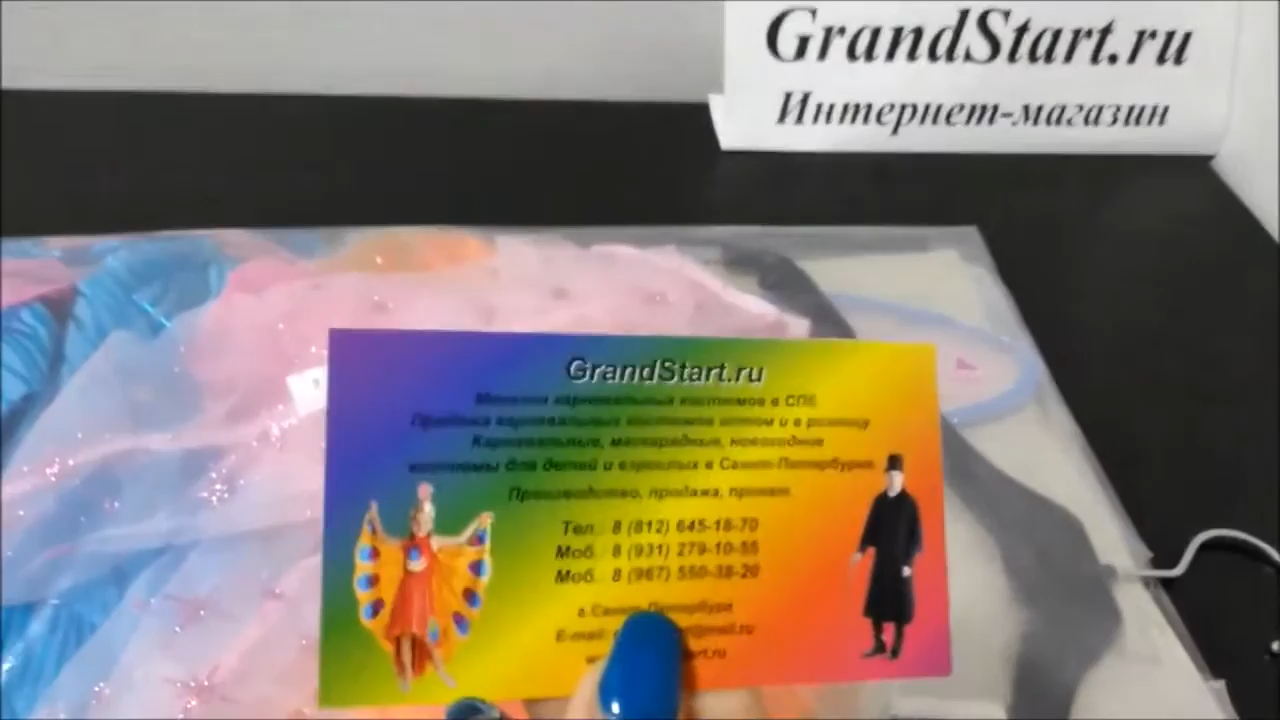 GrandStart.ru
Интернет-магазин
GrandStart.ru
Магазин карнавальных костюмов в СПб
Продажа карнавальных костюмов оптом и в розницу
Карнавальные, маскарадные, новогодние
костюмы для детей и взрослых в Санкт-Петербурге
Производство, продажа, прокат.
Тел.: 8 (812) 645-18-70
Моб.: 8 (931) 279-10-55
Моб.: 8 (967) 550-38-20
г.Санкт-Петербург
E-mail: